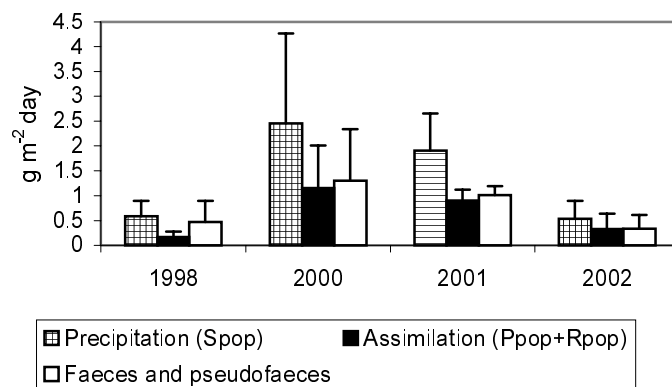 4.5
4
3.5
3
2.5
2
1.5
1
0.5
0
g m⁻² day
1998 2000 2001 2002
Precipitation (Spop) Assimilation (Ppop+Rpop)
Faeces and pseudofaeces